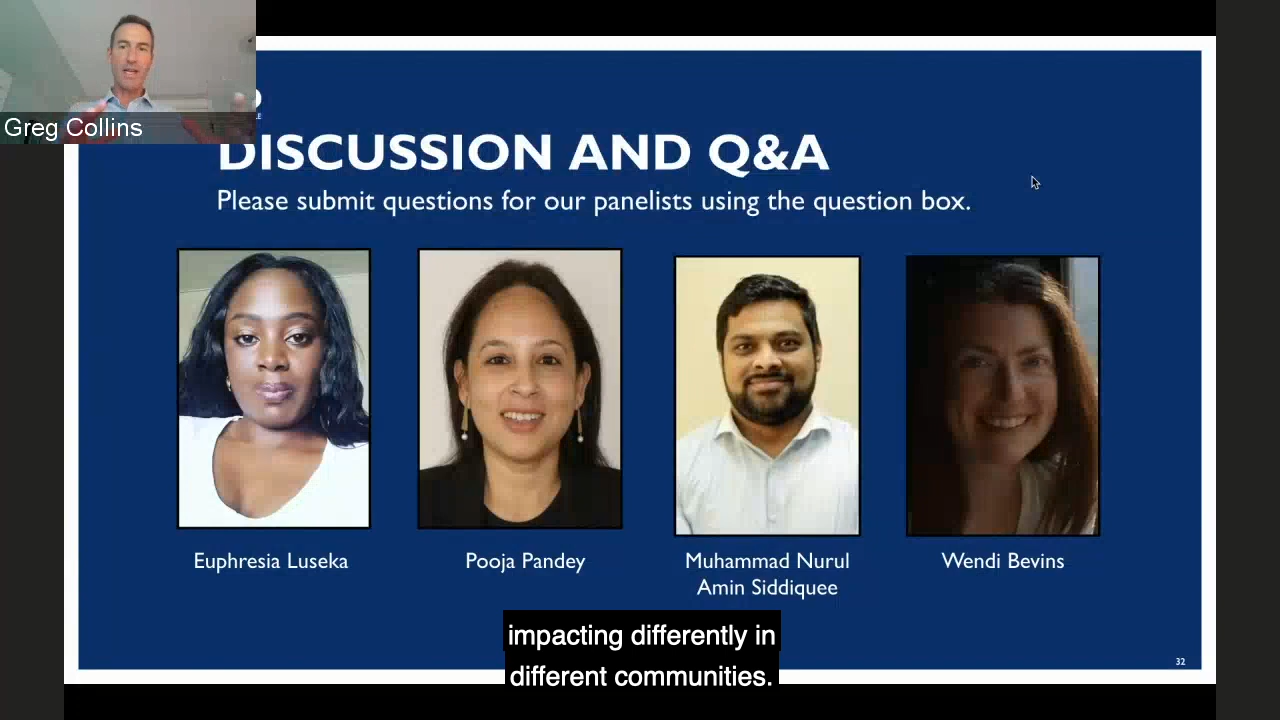 Greg Collins
DISCUSSION AND Q&A
Please submit questions for our panelists using the question box.
Euphresia Luseka
Pooja Pandey
Muhammad Nurul
Amin Siddiquee
Wendi Bevins
impacting differently in
different communities.
32